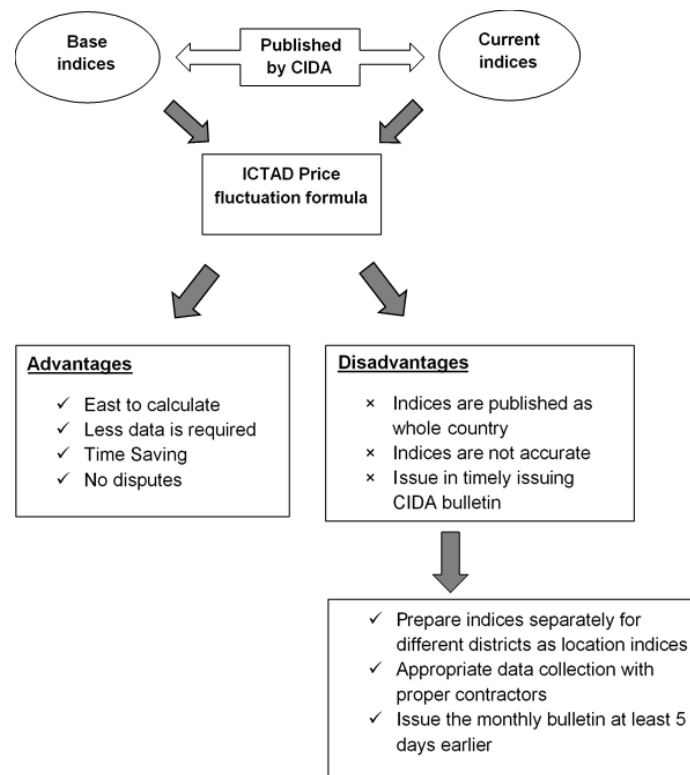 Base
indices
Published
by CIDA
Current
indices
ICTAD Price
fluctuation formula
Advantages
✓ East to calculate
✓ Less data is required
✓ Time Saving
✓ No disputes
Disadvantages
× Indices are published as
whole country
× Indices are not accurate
× Issue in timely issuing
CIDA bulletin
✓ Prepare indices separately for
different districts as location indices
✓ Appropriate data collection with
proper contractors
✓ Issue the monthly bulletin at least 5
days earlier